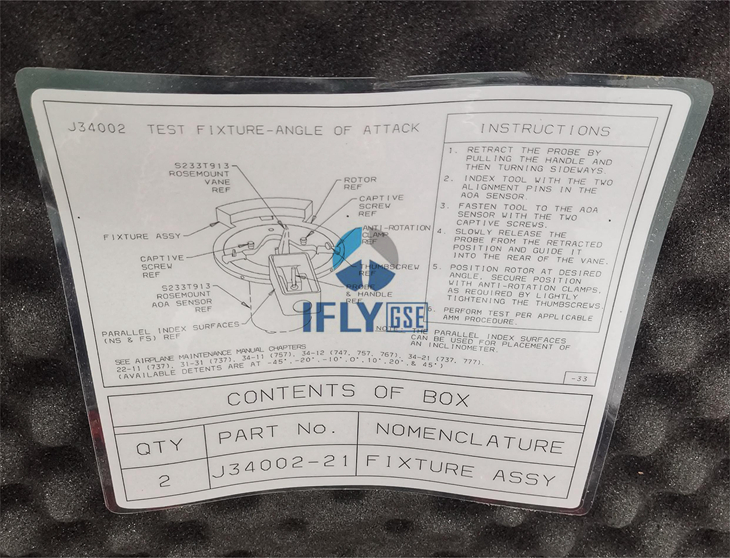 J34002 TEST FIXTURE-ANGLE OF ATTACK
S233T913
ROSEMOUNT
VANE
REF
ROTOR
REF
CAPTIVE
SCREW
REF
FIXTURE ASSY
ANTI-ROTATION
CLAMP
REF
CAPTIVE
SCREW
REF
THUMBSCREW
REF
S233T913
ROSEMOUNT
AOA SENSOR
REF
PROBE
& HANDLE
REF
PARALLEL INDEX SURFACES
(NS & FS) REF
INSTRUCTIONS
1. RETRACT THE PROBE BY
PULLING THE HANDLE AND
THEN TURNING SIDEWAYS.
2. INDEX TOOL WITH THE TWO
ALIGNMENT PINS IN THE
AOA SENSOR.
3. FASTEN TOOL TO THE AOA
SENSOR WITH THE TWO
CAPTIVE SCREWS.
4. SLOWLY RELEASE THE
PROBE FROM THE RETRACTED
POSITION AND GUIDE IT
INTO THE REAR OF THE VANE.
5. POSITION ROTOR AT DESIRED
ANGLE. SECURE POSITION
WITH ANTI-ROTATION CLAMPS,
AS REQUIRED BY LIGHTLY
TIGHTENING THE THUMBSCREWS.
6. PERFORM TEST PER APPLICABLE
AMM PROCEDURE.
IFLY GSE
THE PARALLEL INDEX SURFACES
CAN BE USED FOR PLACEMENT OF
AN INCLINOMETER.
SEE AIRPLANE MAINTENANCE MANUAL CHAPTERS
22-11 (737), 31-31 (737), 34-11 (757), 34-12 (747, 757, 767), 34-21 (737, 777).
(AVAILABLE DETENTS ARE AT -45°,-20°,-10°,0°,10°,20°,& 45°)
-33
CONTENTS OF BOX
QTY PART No. NOMENCLATURE
2 J34002-21 FIXTURE ASSY